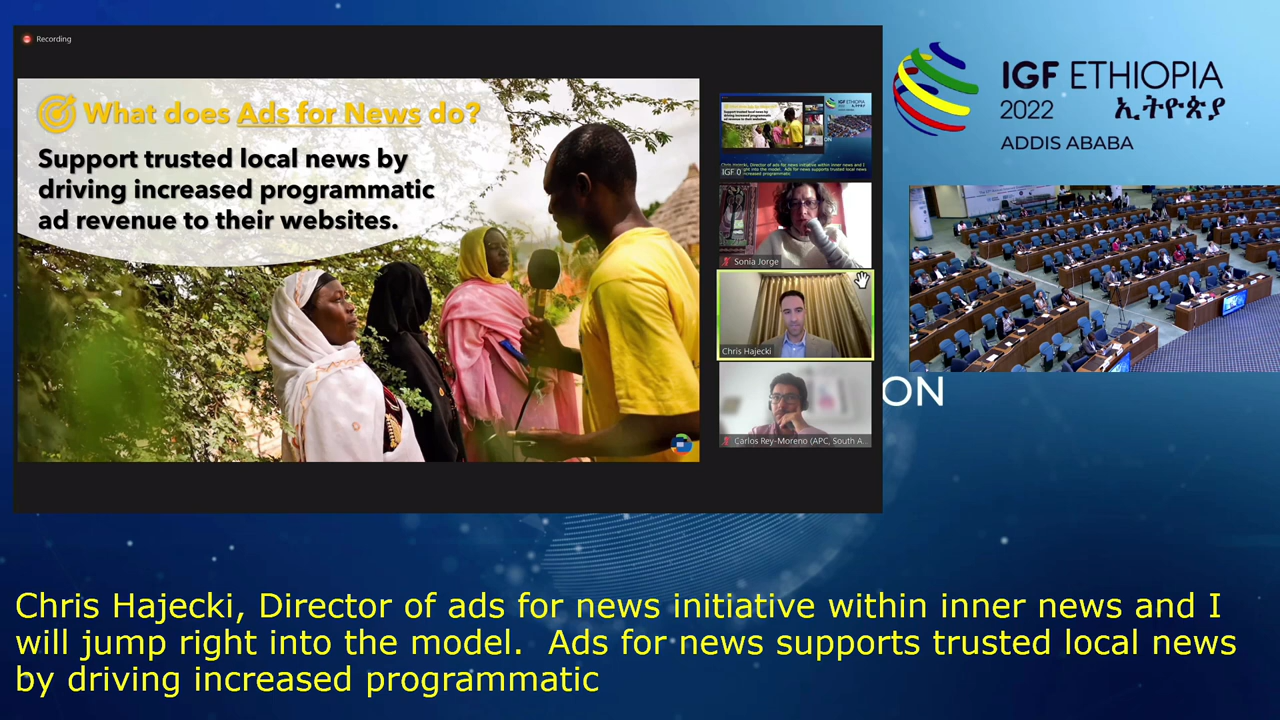 Recording
What does Ads for News do?
Support trusted local news by
driving increased programmatic
ad revenue to their websites.
IGF 0
Sonia Jorge
Chris Hajecki
Carlos Rey-Moreno (APC, South A...
IGF ETHIOPIA
2022 ኢትዮጵያ
ADDIS ABABA
ON
Chris Hajecki, Director of ads for news initiative within inner news and I
will jump right into the model.  Ads for news supports trusted local news
by driving increased programmatic